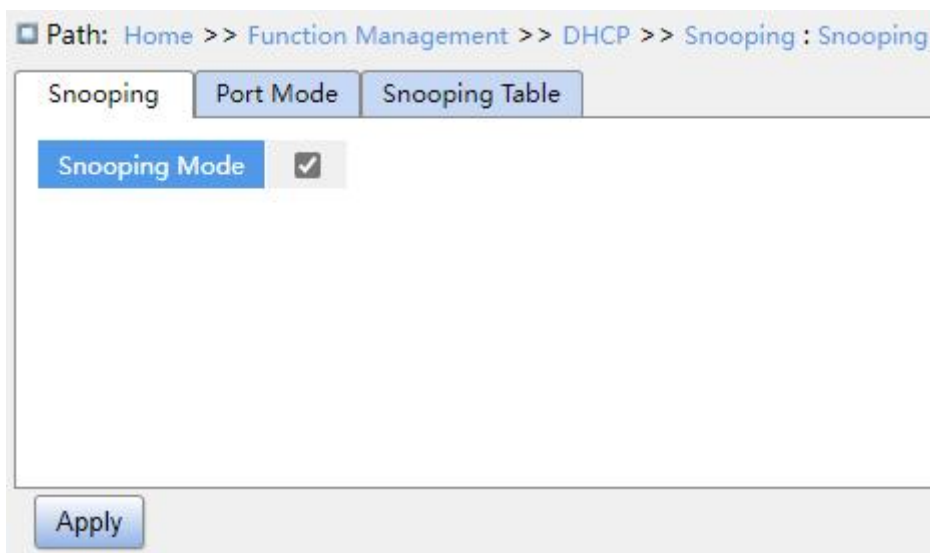 Path: Home >> Function Management >> DHCP >> Snooping : Snooping
Snooping Port Mode Snooping Table
Snooping Mode
Apply